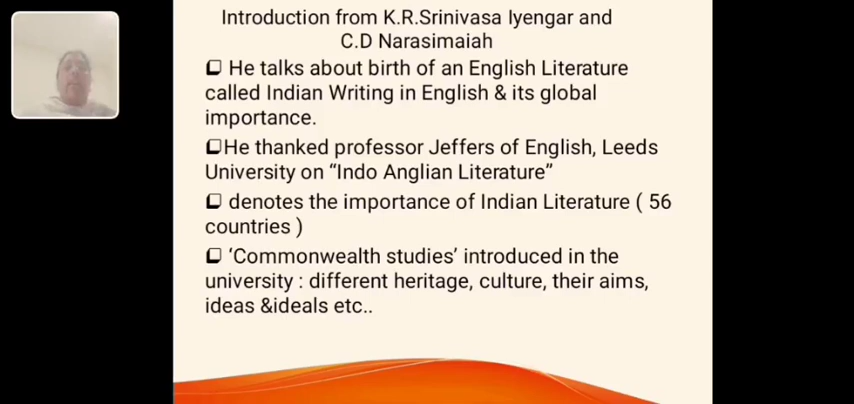 Introduction from K.R.Srinivasa Iyengar and
C.D Narasimaiah
❑ He talks about birth of an English Literature
called Indian Writing in English & its global
importance.
❑He thanked professor Jeffers of English, Leeds
University on “Indo Anglian Literature”
❑ denotes the importance of Indian Literature ( 56
countries )
❑ ‘Commonwealth studies’ introduced in the
university : different heritage, culture, their aims,
ideas &ideals etc..